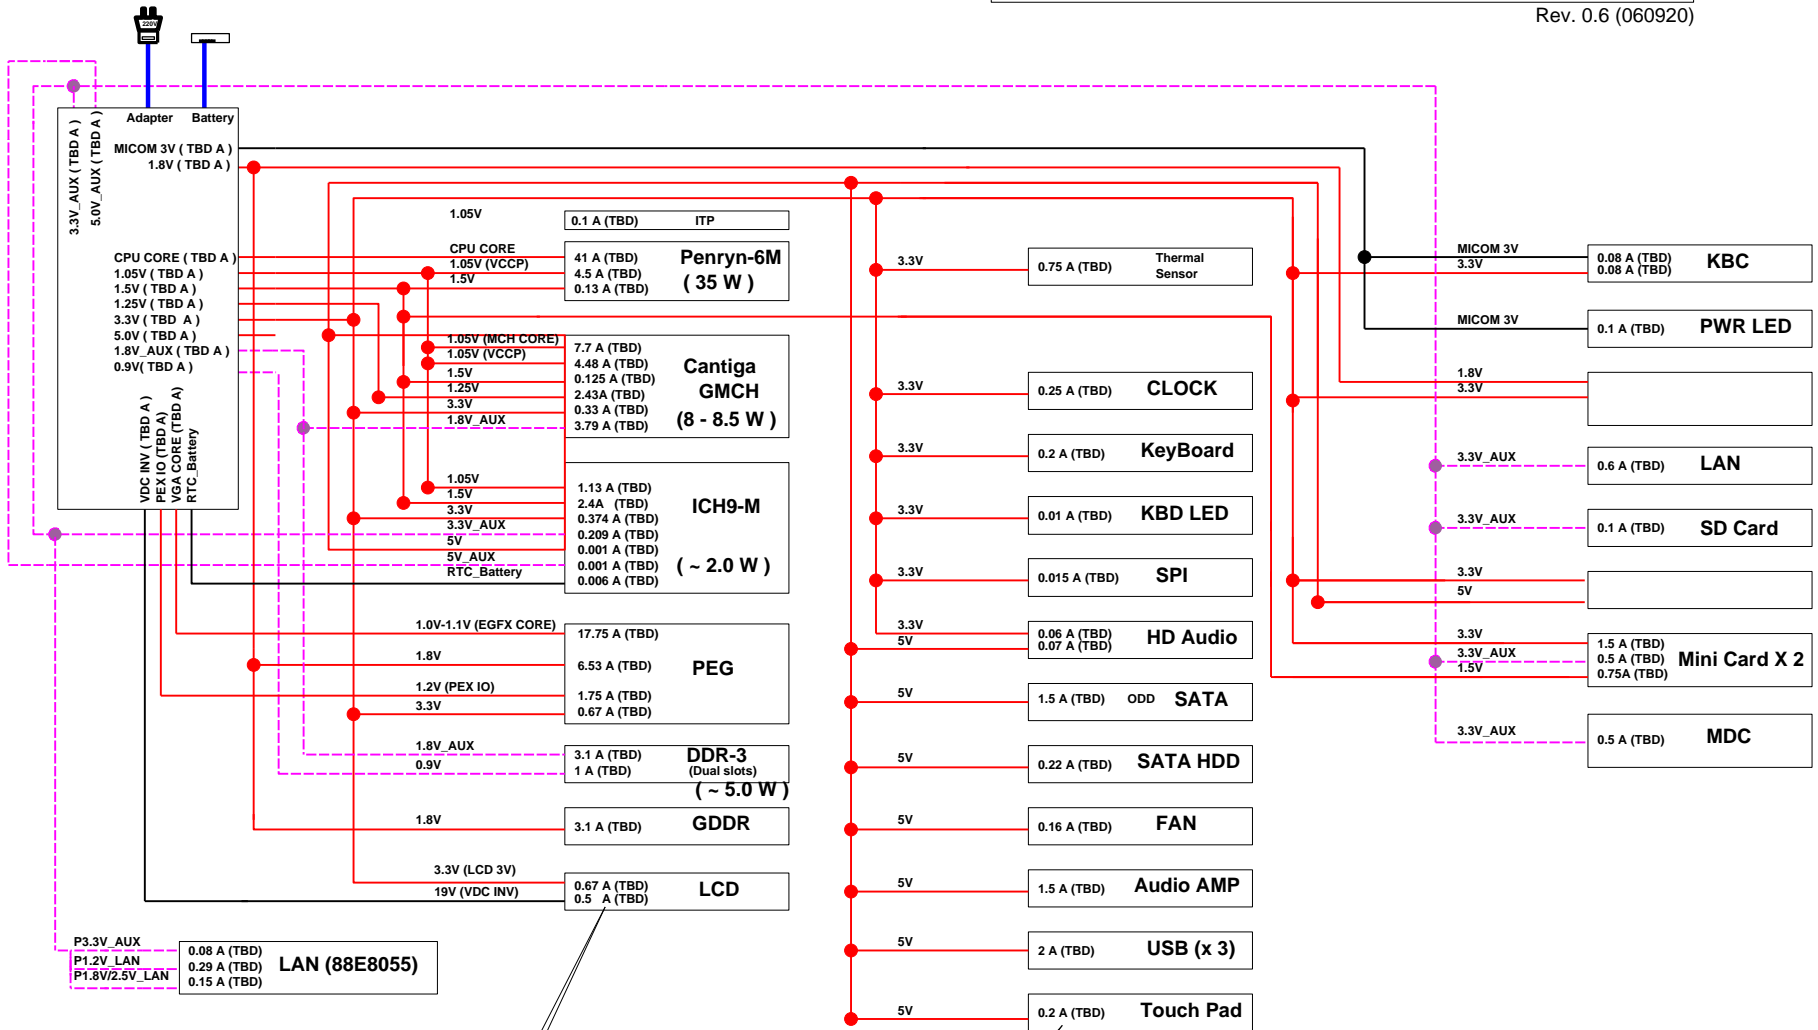 Rev. 0.6 (060920)
220V
Adapter
Battery
3.3V_AUX (TBD A )
5.0V_AUX ( TBD A )
MICOM 3V ( TBD A )
1.8V ( TBD A )
CPU CORE ( TBD A )
1.05V ( TBD A )
1.5V ( TBD A )
1.25V ( TBD A )
3.3V ( TBD A )
5.0V ( TBD A )
1.8V_AUX ( TBD A )
0.9V( TBD A )
VDC INV ( TBD A )
PEX IO (TBD A)
VGA CORE (TBD A)
RTC_Battery
1.05V
0.1 A (TBD) ITP
CPU CORE
1.05V (VCCP)
1.5V
41 A (TBD)
4.5 A (TBD)
0.13 A (TBD)
Penryn-6M
( 35 W )
1.05V (MCH CORE)
1.05V (VCCP)
1.5V
1.25V
3.3V
1.8V_AUX
7.7 A (TBD)
4.48 A (TBD)
0.125 A (TBD)
2.43A (TBD)
0.33 A (TBD)
3.79 A (TBD)
Cantiga
GMCH
(8 - 8.5 W )
1.05V
1.5V
3.3V
3.3V_AUX
5V
5V_AUX
RTC_Battery
1.13 A (TBD)
2.4A (TBD)
0.374 A (TBD)
0.209 A (TBD)
0.001 A (TBD)
0.001 A (TBD)
0.006 A (TBD)
ICH9-M
( ~ 2.0 W )
1.0V-1.1V (EGFX CORE)
1.8V
1.2V (PEX IO)
3.3V
17.75 A (TBD)
6.53 A (TBD)
1.75 A (TBD)
0.67 A (TBD)
PEG
1.8V_AUX
0.9V
3.1 A (TBD)
1 A (TBD)
DDR-3
(Dual slots)
( ~ 5.0 W )
1.8V
3.1 A (TBD)
GDDR
3.3V (LCD 3V)
19V (VDC INV)
0.67 A (TBD)
0.5 A (TBD)
LCD
P3.3V_AUX
P1.2V_LAN
P1.8V/2.5V_LAN
0.08 A (TBD)
0.29 A (TBD)
0.15 A (TBD)
LAN (88E8055)
3.3V
0.75 A (TBD)
Thermal
Sensor
3.3V
0.25 A (TBD)
CLOCK
3.3V
0.2 A (TBD)
KeyBoard
3.3V
0.01 A (TBD)
KBD LED
3.3V
0.015 A (TBD)
SPI
3.3V
5V
0.06 A (TBD)
0.07 A (TBD)
HD Audio
5V
1.5 A (TBD)
ODD SATA
5V
0.22 A (TBD)
SATA HDD
5V
0.16 A (TBD)
FAN
5V
1.5 A (TBD)
Audio AMP
5V
2 A (TBD)
USB (x 3)
5V
0.2 A (TBD)
Touch Pad
MICOM 3V
3.3V
0.08 A (TBD)
0.08 A (TBD)
KBC
MICOM 3V
0.1 A (TBD)
PWR LED
1.8V
3.3V
3.3V_AUX
0.6 A (TBD)
LAN
3.3V_AUX
0.1 A (TBD)
SD Card
3.3V
5V
3.3V
3.3V_AUX
1.5V
1.5 A (TBD)
0.5 A (TBD)
0.75A (TBD)
Mini Card X 2
3.3V_AUX
0.5 A (TBD)
MDC